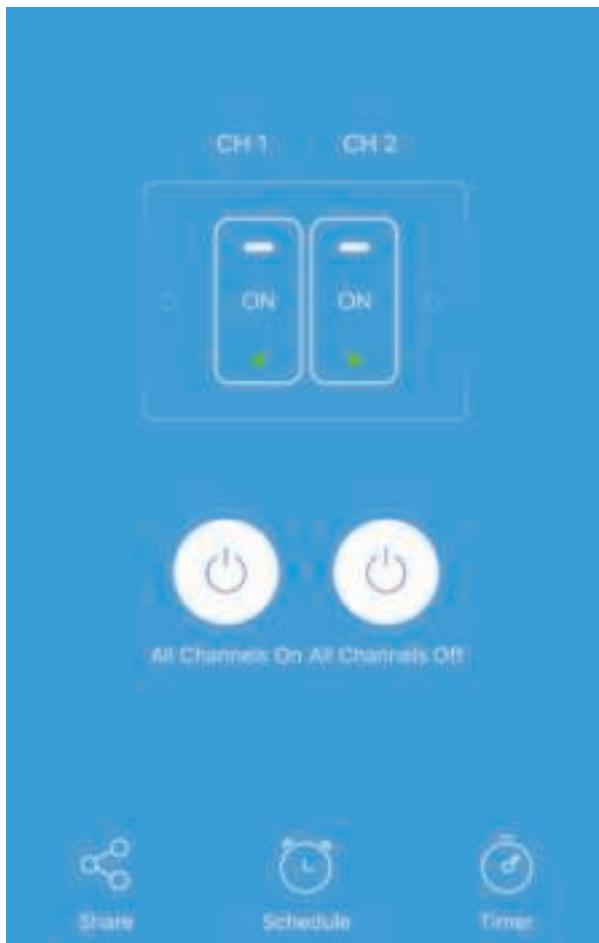 CH 1 CH 2
ON ON
All Channels On All Channels Off
Share Schedule Timer